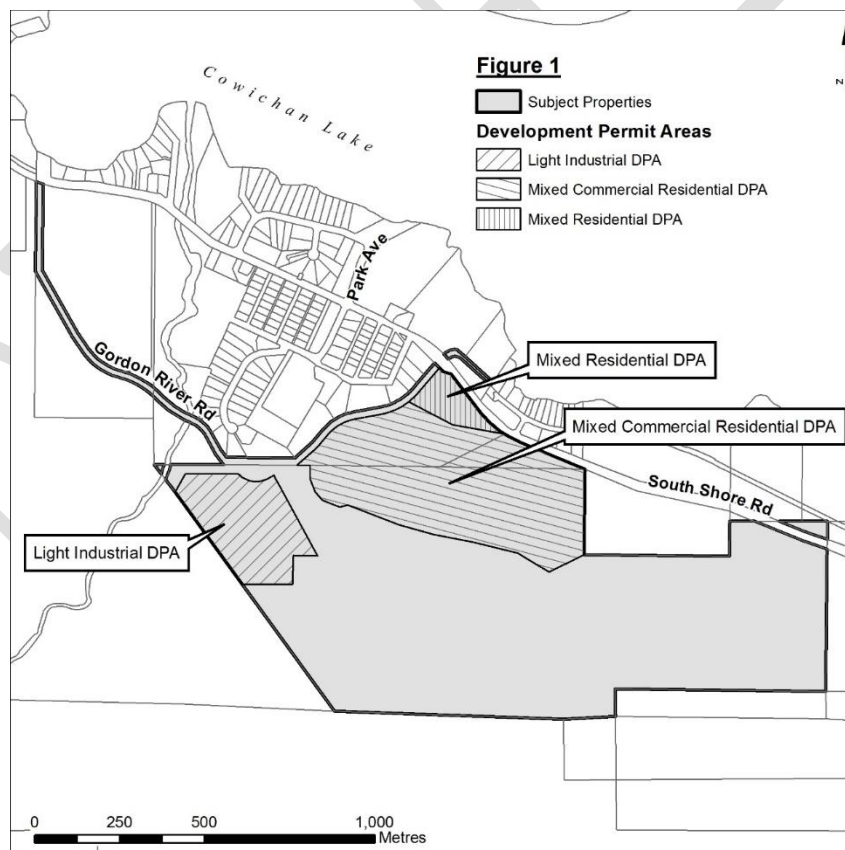 Cowichan Lake
Figure 1
Subject Properties
Development Permit Areas
Light Industrial DPA
Mixed Commercial Residential DPA
Mixed Residential DPA
N
Park Ave
Gordon River Rd
Mixed Residential DPA
Mixed Commercial Residential DPA
South Shore Rd
Light Industrial DPA
0 250 500 1,000
Metres